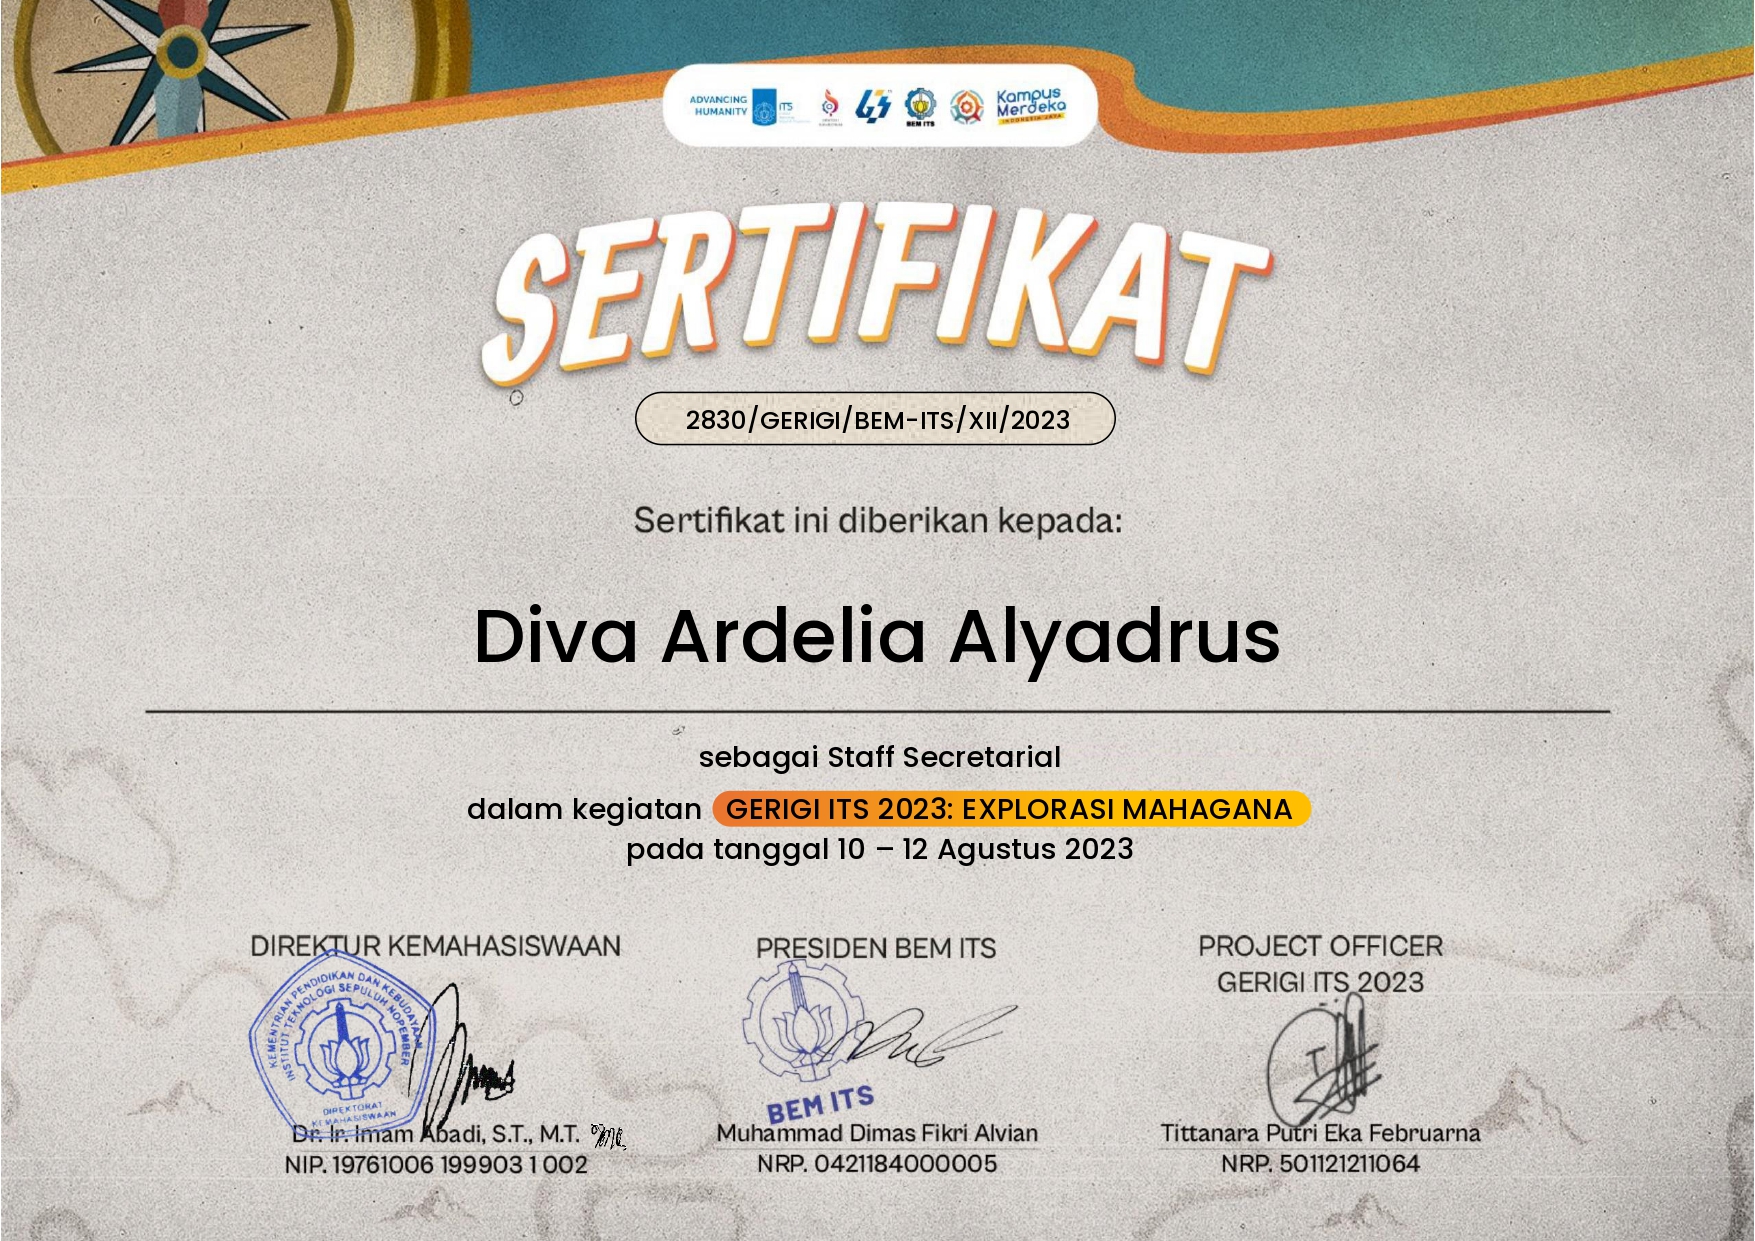 ADVANCING
HUMANITY
ITS
BEM ITS
Kampus
Merdeka
INDONESIA JAYA
SERTIFIKAT
2830/GERIGI/BEM-ITS/XII/2023
Sertifikat ini diberikan kepada:
Diva Ardelia Alyadrus
sebagai Staff Secretarial
dalam kegiatan GERIGI ITS 2023: EXPLORASI MAHAGANA
pada tanggal 10 – 12 Agustus 2023
DIREKTUR KEMAHASISWAAN
KEMENTRIAN PENDIDIKAN DAN KEBUDAYAAN
INSTITUT TEKNOLOGI SEPULUH NOPEMBER
DIREKTORAT
KEMAHASISWAAN
Dr. Ir. Imam Abadi, S.T., M.T.
NIP. 19761006 199903 1 002
PRESIDEN BEM ITS
BEM ITS
Muhammad Dimas Fikri Alvian
NRP. 0421184000005
PROJECT OFFICER
GERIGI ITS 2023
Tittanara Putri Eka Februarna
NRP. 501121211064